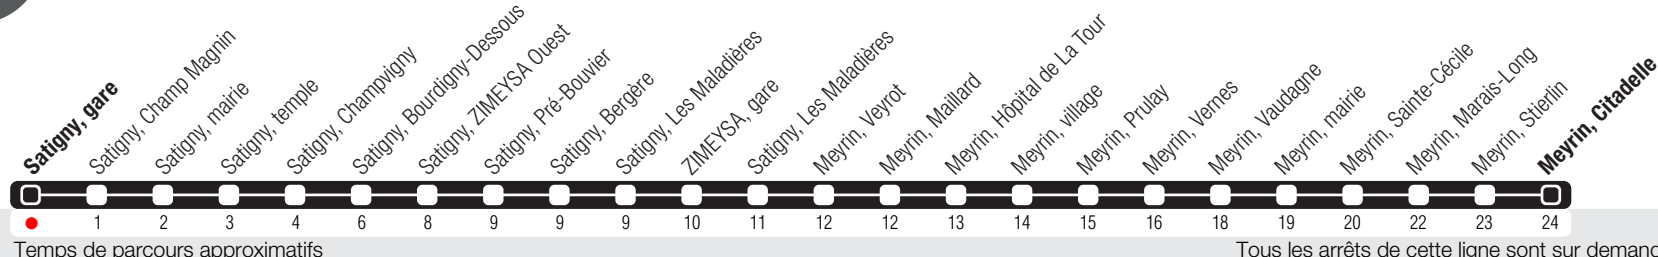 Satigny, gare
Satigny, Champ Magnin
Satigny, mairie
Satigny, temple
Satigny, Champvigny
Satigny, Bourdigny-Dessous
Satigny, ZIMEYSA Ouest
Satigny, Pré-Bouvier
Satigny, Bergère
Satigny, Les Maladières
ZIMEYSA, gare
Satigny, Les Maladières
Meyrin, Veyrot
Meyrin, Maillard
Meyrin, Hôpital de La Tour
Meyrin, village
Meyrin, Prulay
Meyrin, Vernes
Meyrin, Vaudagne
Meyrin, mairie
Meyrin, Sainte-Cécile
Meyrin, Marais-Long
Meyrin, Stierlin
Meyrin, Citadelle
1 2 3 4 6 8 9 9 9 10 11 12 12 13 14 15 16 18 19 20 22 23 24
Temps de parcours approximatifs
Tous les arrêts de cette ligne sont sur demand